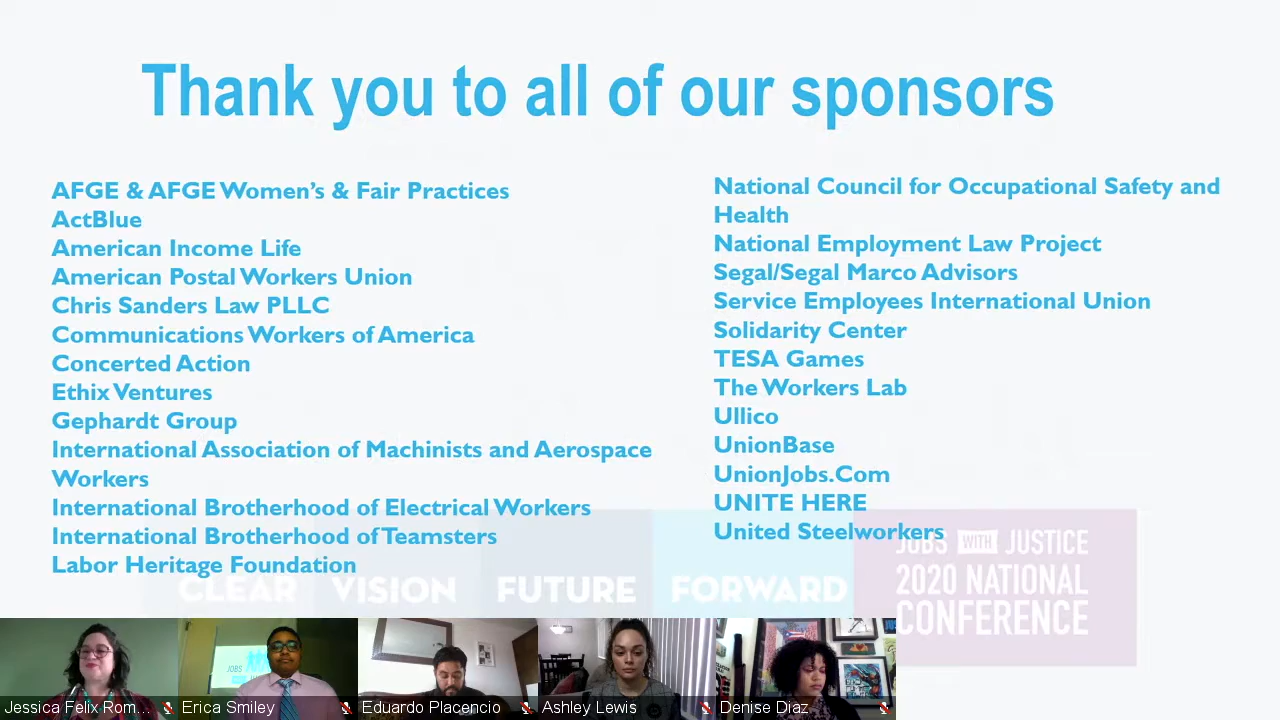 Thank you to all of our sponsors
AFGE & AFGE Women's & Fair Practices
ActBlue
American Income Life
American Postal Workers Union
Chris Sanders Law PLLC
Communications Workers of America
Concerted Action
Ethix Ventures
Gephardt Group
International Association of Machinists and Aerospace
Workers
International Brotherhood of Electrical Workers
International Brotherhood of Teamsters
Labor Heritage Foundation
National Council for Occupational Safety and
Health
National Employment Law Project
Segal/Segal Marco Advisors
Service Employees International Union
Solidarity Center
TESA Games
The Workers Lab
Ullico
UnionBase
UnionJobs.Com
UNITE HERE
United Steelworkers
CLEAR VISION FUTURE FORWARD
JOBS WITH JUSTICE
2020 NATIONAL
CONFERENCE
JOBS
Jessica Felix Rom...
Erica Smiley
Eduardo Placencio
Ashley Lewis
Denise Diaz